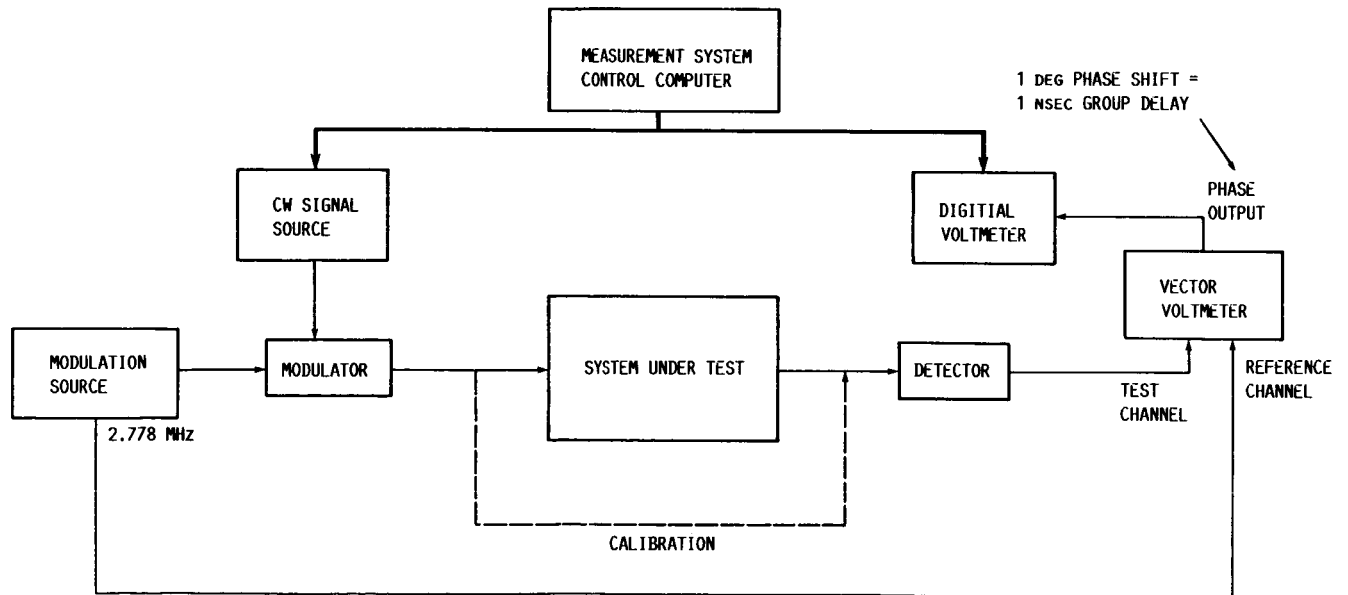 MEASUREMENT SYSTEM
CONTROL COMPUTER
1 DEG PHASE SHIFT =
1 NSEC GROUP DELAY
CW SIGNAL
SOURCE
DIGITIAL
VOLTMETER
PHASE
OUTPUT
VECTOR
VOLTMETER
MODULATION
SOURCE
MODULATOR
SYSTEM UNDER TEST
DETECTOR
TEST
CHANNEL
REFERENCE
CHANNEL
2.778 MHz
CALIBRATION